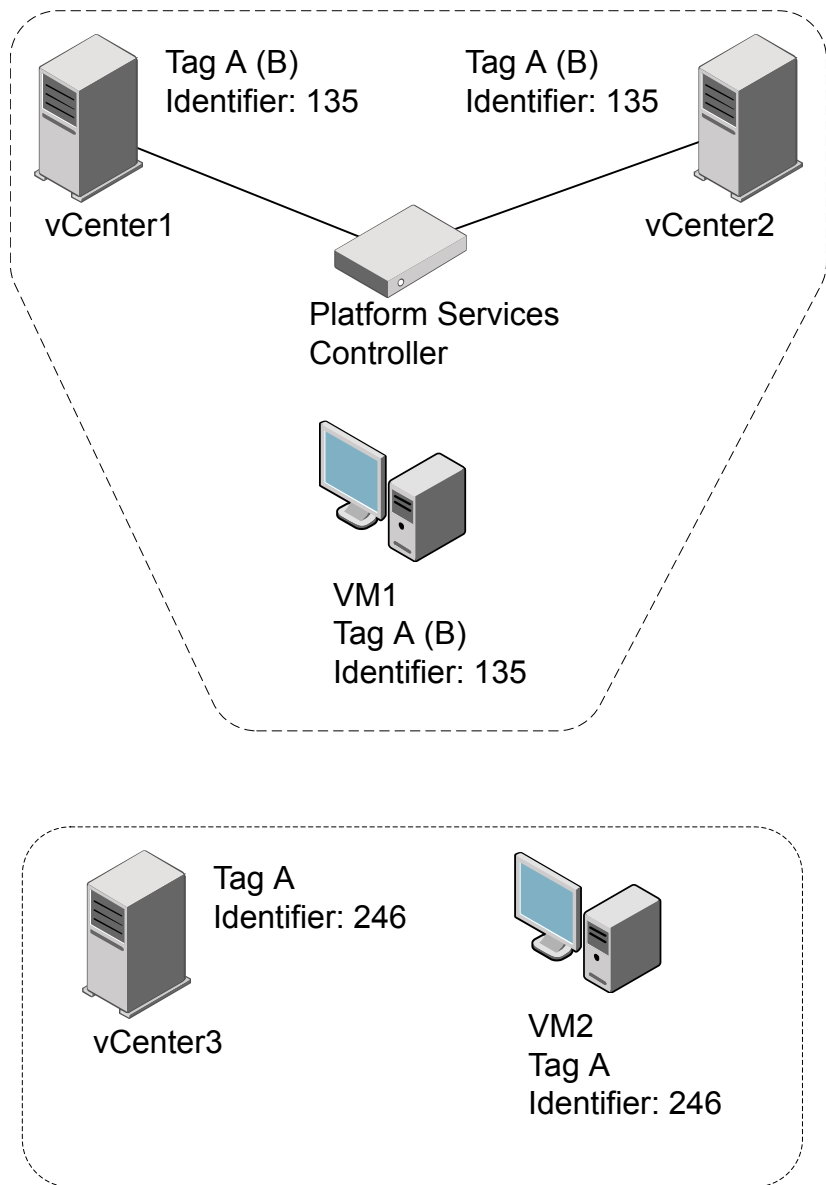 Tag A (B)
Identifier: 135
Tag A (B)
Identifier: 135
vCenter1
vCenter2
Platform Services
Controller
VM1
Tag A (B)
Identifier: 135
Tag A
Identifier: 246
vCenter3
VM2
Tag A
Identifier: 246